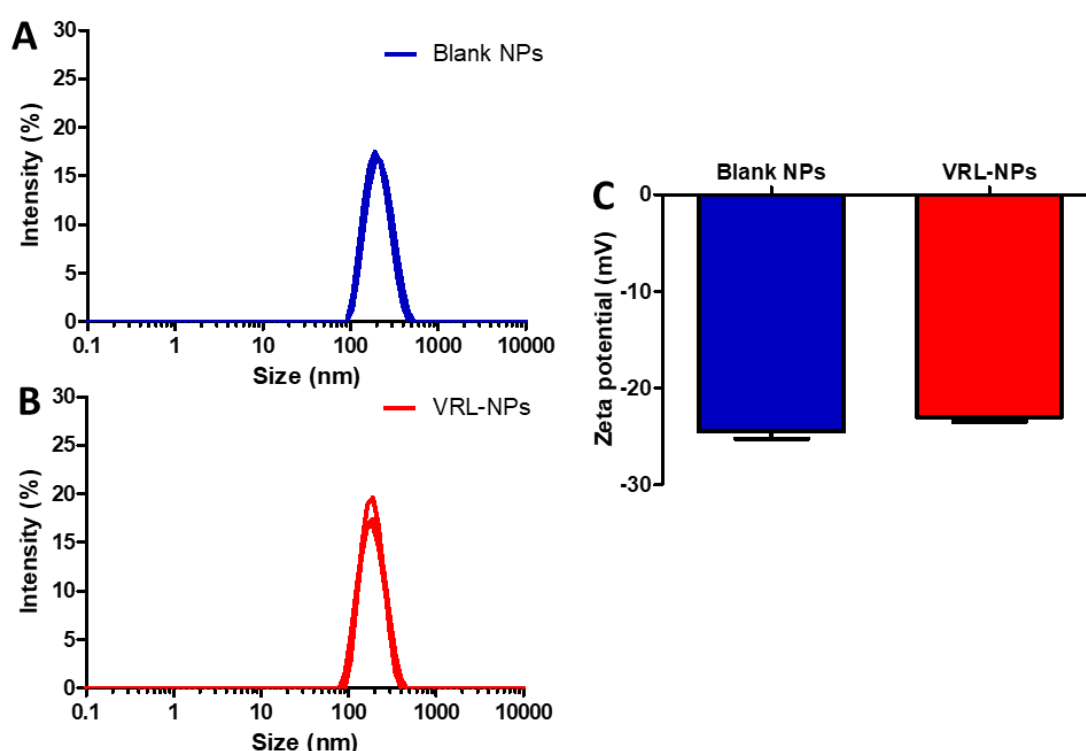 A
Blank NPs
Intensity (%)
30
25
20
15
10
5
0
0.1 1 10 100 1000 10000
Size (nm)
B
VRL-NPs
Intensity (%)
30
25
20
15
10
5
0
0.1 1 10 100 1000 10000
Size (nm)
C
Blank NPs VRL-NPs
Zeta potential (mV)
0
-10
-20
-30